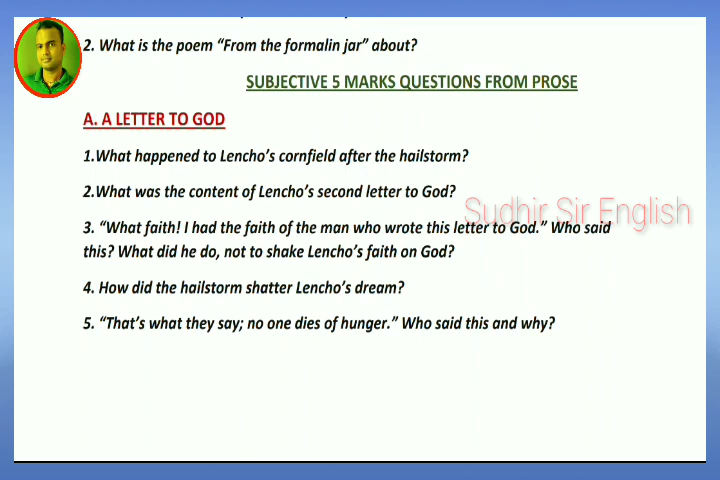 2. What is the poem “From the formalin jar” about?
SUBJECTIVE 5 MARKS QUESTIONS FROM PROSE
A. A LETTER TO GOD
1.What happened to Lencho’s cornfield after the hailstorm?
2.What was the content of Lencho’s second letter to God?
Sudhir Sir English
3. “What faith! I had the faith of the man who wrote this letter to God.” Who said
this? What did he do, not to shake Lencho’s faith on God?
4. How did the hailstorm shatter Lencho’s dream?
5. “That’s what they say; no one dies of hunger.” Who said this and why?